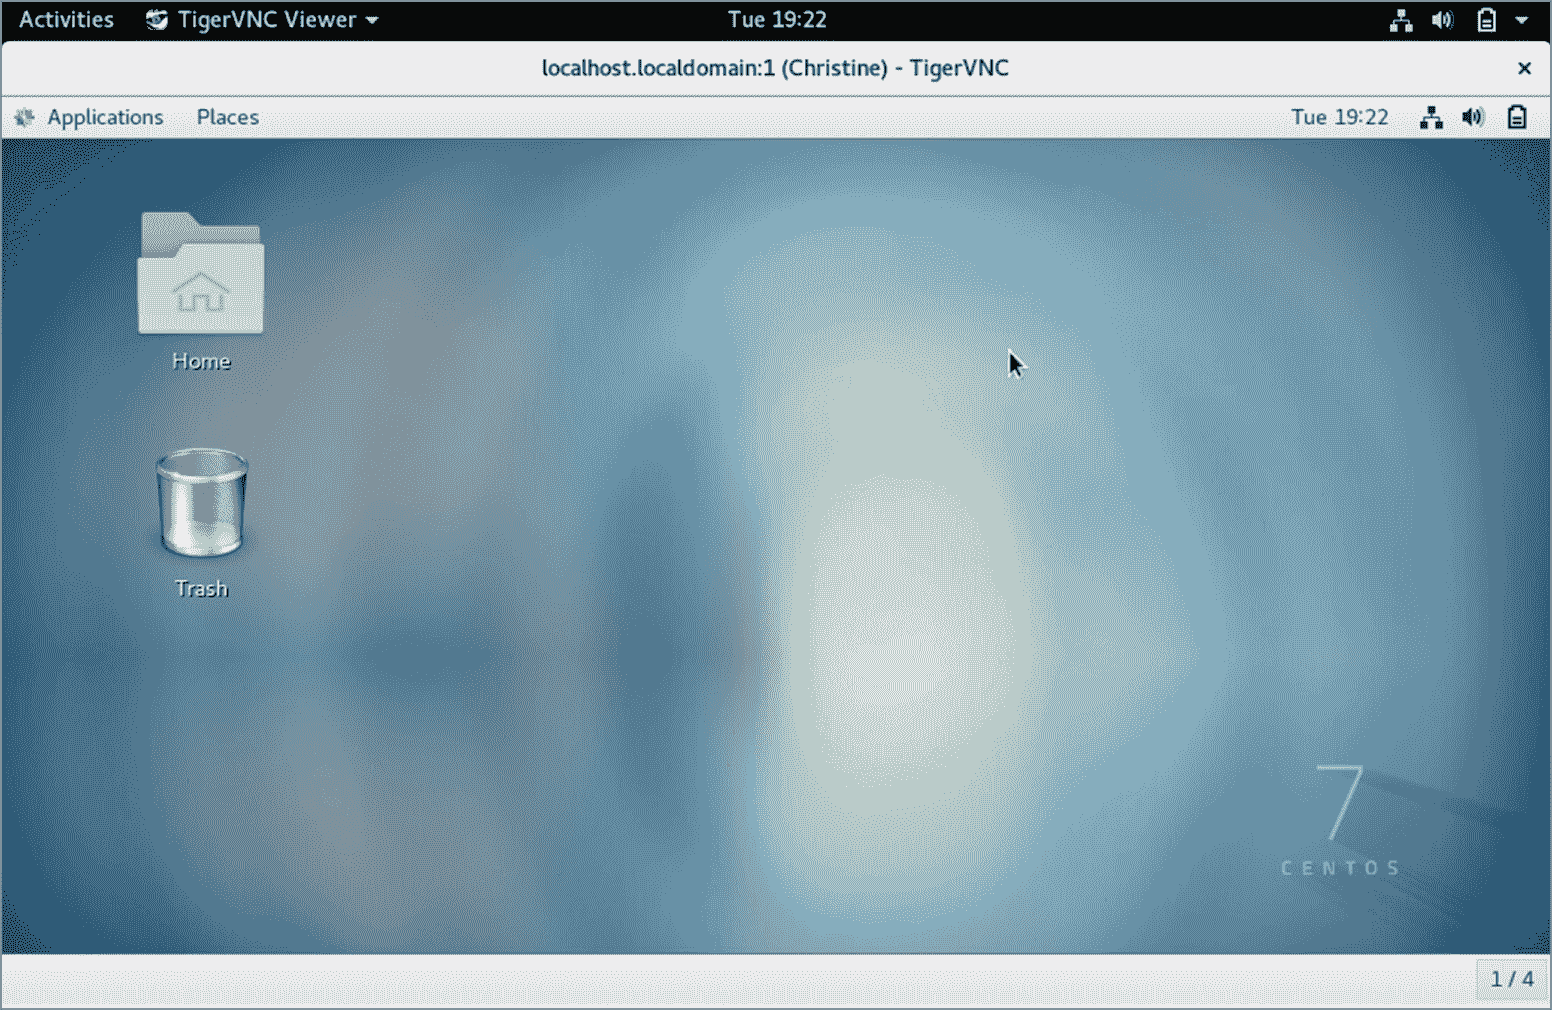 Activities TigerVNC Viewer Tue 19:22
localhost.localdomain:1 (Christine) - TigerVNC
Applications Places Tue 19:22
Home
Trash
7
CENTOS
1 / 4